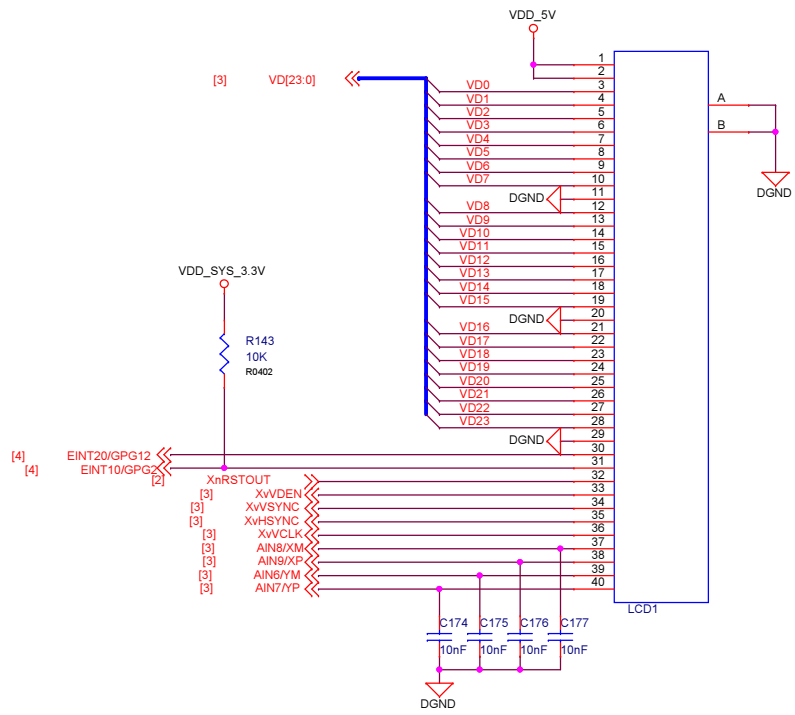 VDD_5V
1
2
[3] VD[23:0]
VD0 3
VD1 4 A
VD2 5
VD3 6 B
VD4 7
VD5 8
VD6 9
VD7 10
DGND 11
DGND
VD8 12
VD9 13
VD10 14
VD11 15
VD12 16
VDD_SYS_3.3V
VD13 17
VD14 18
VD15 19
DGND 20
VD16 21
R143
VD17 22
10K
VD18 23
R0402
VD19 24
VD20 25
VD21 26
VD22 27
VD23 28
DGND 29
[4] EINT20/GPG12 30
[4] EINT10/GPG2 31
[2] XnRSTOUT 32
[3] XvVDEN 33
[3] XvVSYNC 34
[3] XvHSYNC 35
[3] XvVCLK 36
[3] AIN8/XM 37
[3] AIN9/XP 38
[3] AIN6/YM 39
[3] AIN7/YP 40
LCD1
C174 C175 C176 C177
10nF 10nF 10nF 10nF
DGND